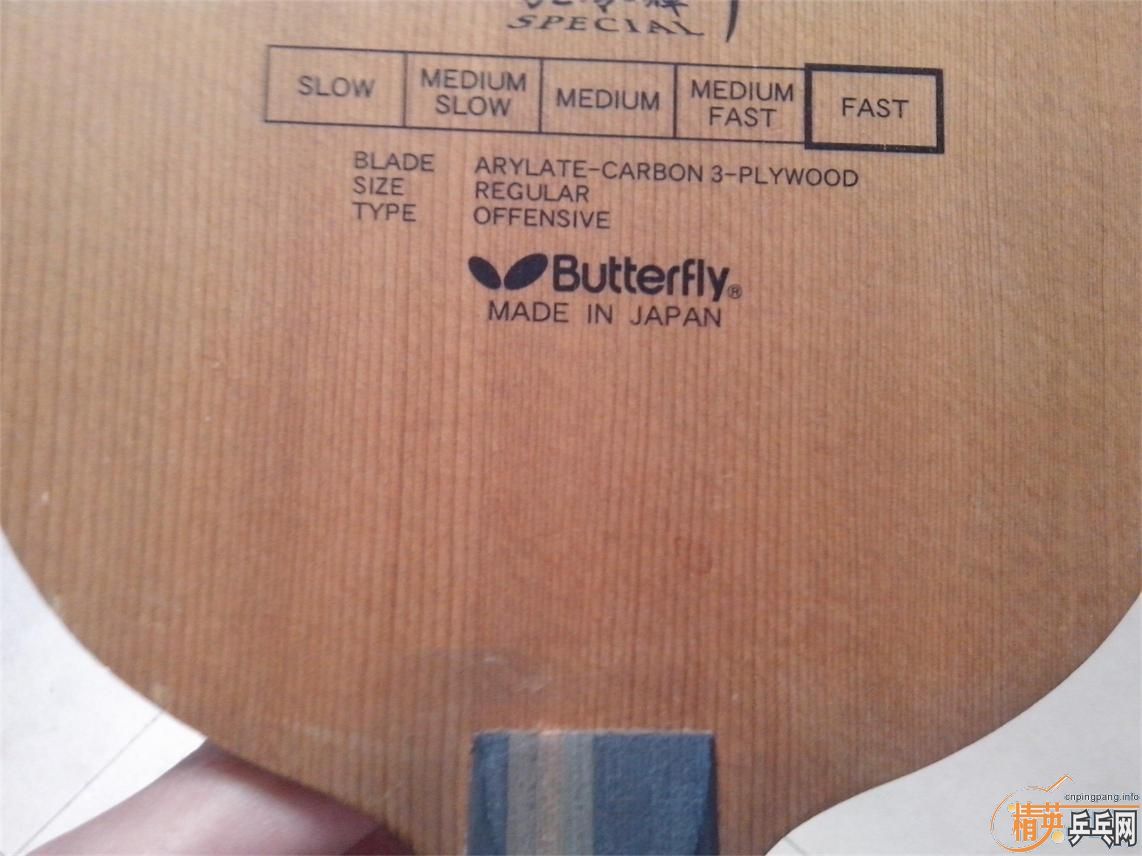 SPECIAL
SLOW
MEDIUM SLOW
MEDIUM
MEDIUM FAST
FAST
BLADE ARYLATE-CARBON 3-PLYWOOD
SIZE REGULAR
TYPE OFFENSIVE
Butterfly®
MADE IN JAPAN
cnpingpang.info
精英乒乓网